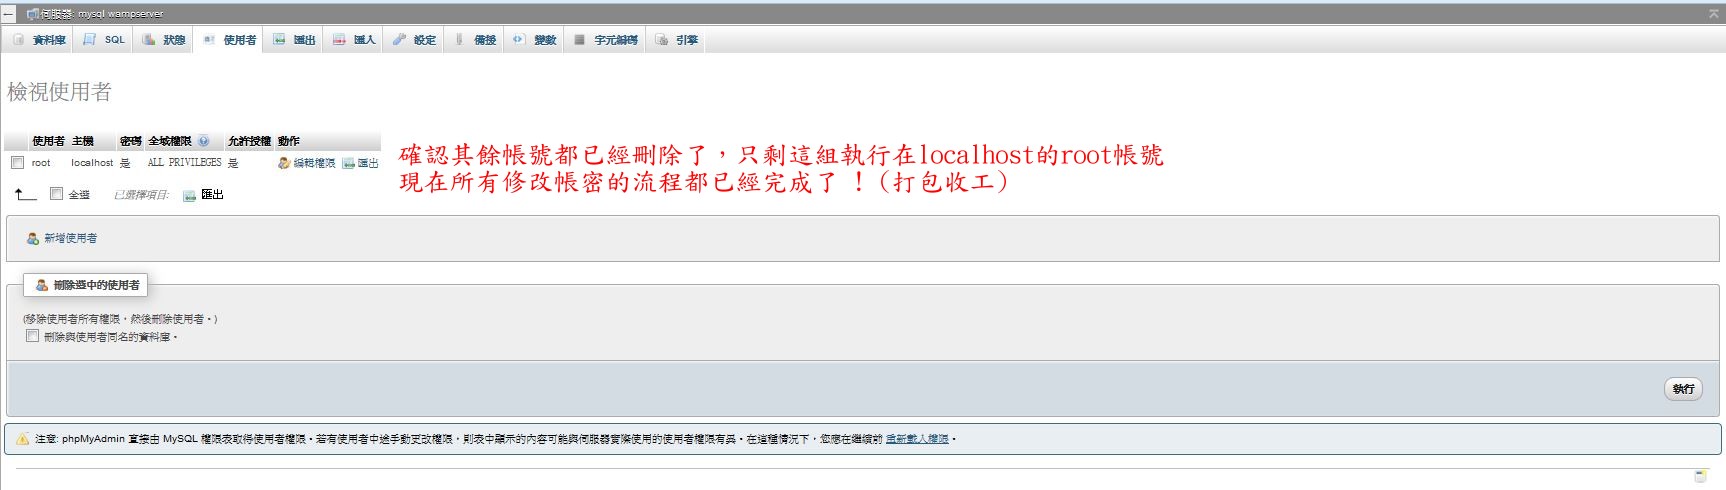 伺服器: mysql wampserver
資料庫 SQL 狀態 使用者 匯出 匯入 設定 備援 變數 字元編碼 引擎
檢視使用者
使用者 主機 密碼 全域權限 允許授權 動作
root localhost 是 ALL PRIVILEGES 是 編輯權限 匯出
確認其餘帳號都已經刪除了，只剩這組執行在localhost的root帳號
現在所有修改帳密的流程都已經完成了 ！(打包收工)
全選 已選擇項目: 匯出
新增使用者
刪除選中的使用者
(移除使用者所有權限，然後刪除使用者。)
刪除與使用者同名的資料庫。
執行
注意: phpMyAdmin 直接由 MySQL 權限表取得使用者權限。若有使用者中途手動更改權限，則表中顯示的內容可能與伺服器實際使用的使用者權限有異。在這種情況下，您應在繼續前 重新載入權限。